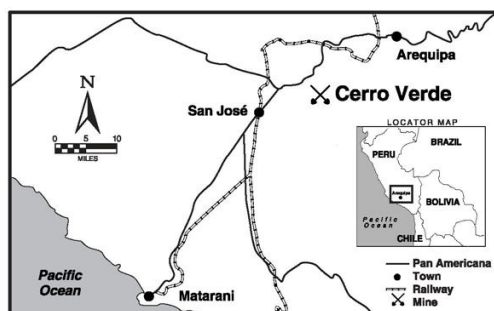 Arequipa
N
Cerro Verde
San José
0 5 10
MILES
LOCATOR MAP
PERU
BRAZIL
Arequipa
BOLIVIA
Pacific
Ocean
CHILE
Pan Americana
Town
Railway
Mine
Pacific
Ocean
Matarani